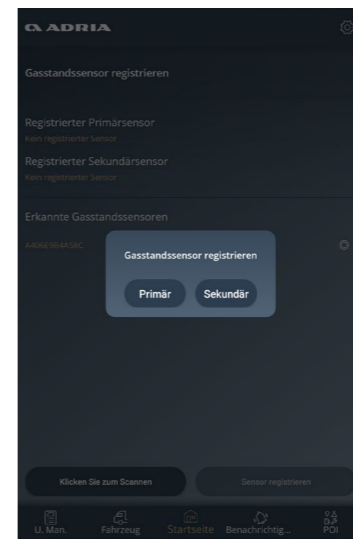 ADRIA
Gasstandssensor registrieren
Registrierter Primärsensor
Kein registrierter Sensor
Registrierter Sekundärsensor
Kein registrierter Sensor
Erkannte Gasstandssensoren
Gasstandssensor registrieren
Primär Sekundär
Klicken Sie zum Scannen Sensor registrieren
U. Man. Fahrzeug Startseite Benachrichtig... POI